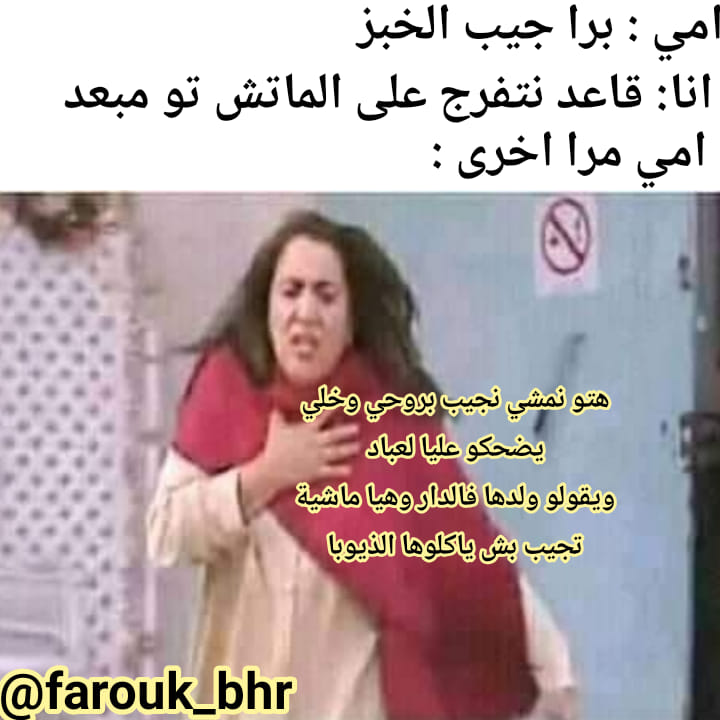 امي : برا جيب الخبز
انا: قاعد نتفرج على الماتش تو مبعد
امي مرا اخرى :
هتو نمشي نجيب بروحي وخلي
يضحكو عليا لعباد
ويقولو ولدها فالدار وهيا ماشية
تجيب بش ياكلوها الذيوبا
@farouk_bhr